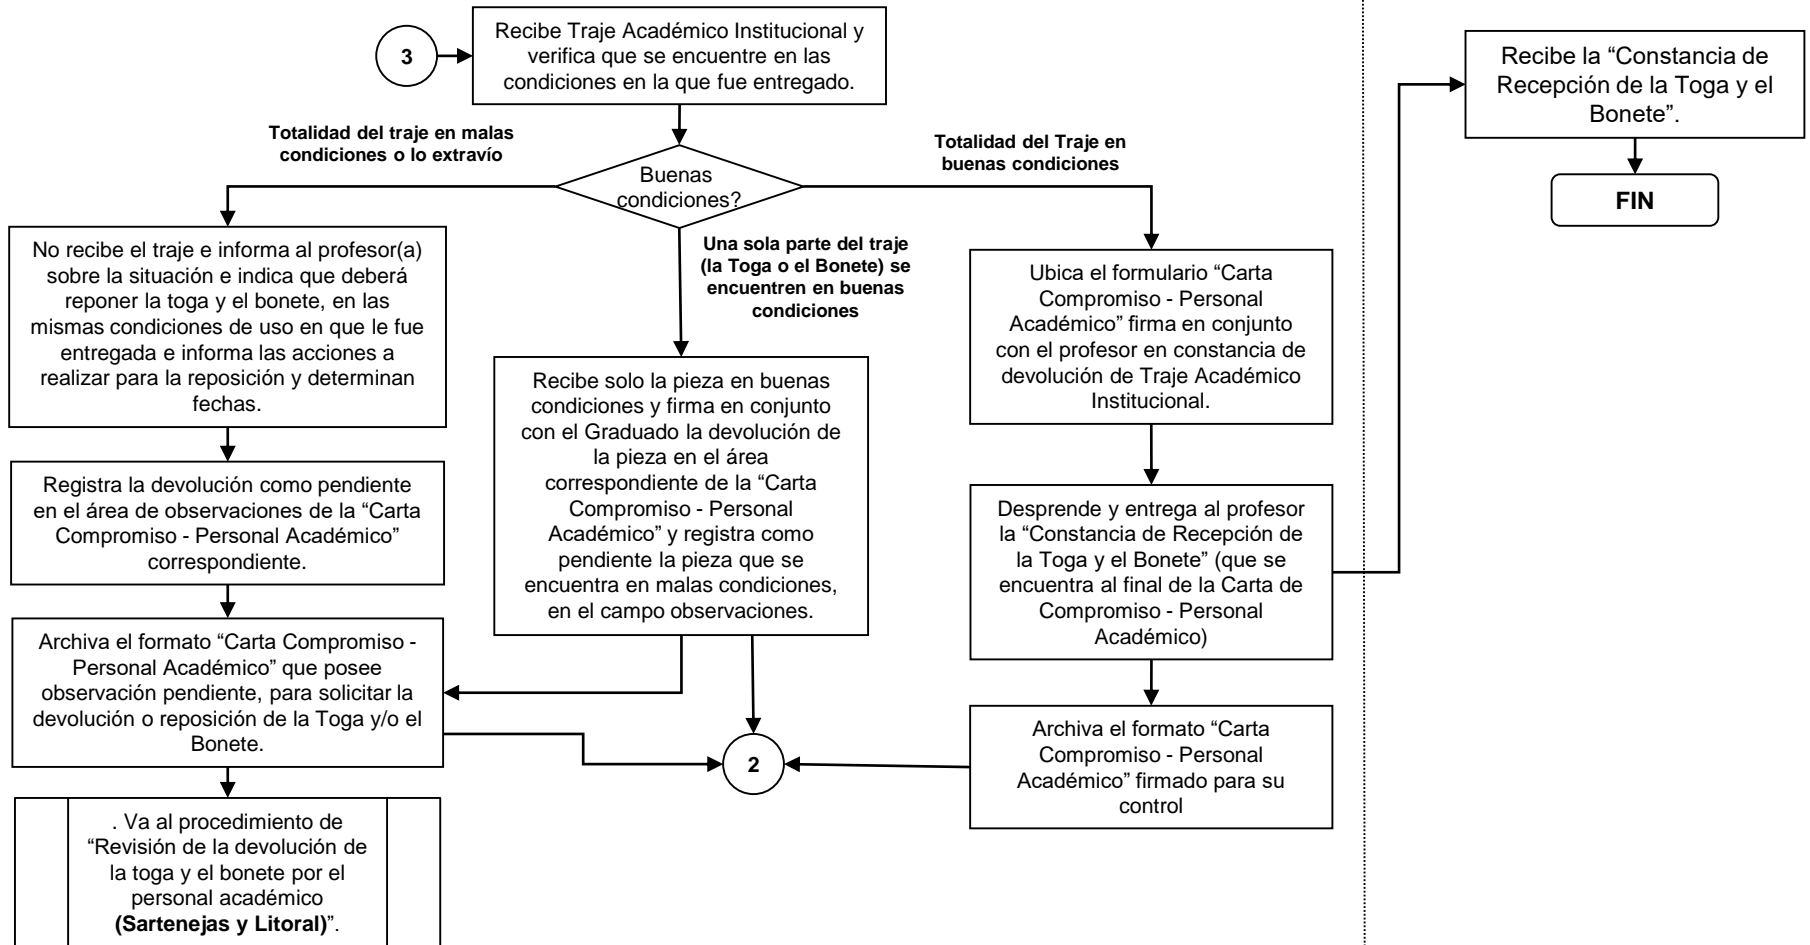 3
Recibe Traje Académico Institucional y
verifica que se encuentre en las
condiciones en la que fue entregado.
Totalidad del traje en malas
condiciones o lo extravío
Buenas
condiciones?
Totalidad del Traje en
buenas condiciones
Una sola parte del traje
(la Toga o el Bonete) se
encuentren en buenas
condiciones
No recibe el traje e informa al profesor(a)
sobre la situación e indica que deberá
reponer la toga y el bonete, en las
mismas condiciones de uso en que le fue
entregada e informa las acciones a
realizar para la reposición y determinan
fechas.
Registra la devolución como pendiente
en el área de observaciones de la “Carta
Compromiso - Personal Académico”
correspondiente.
Archiva el formato “Carta Compromiso -
Personal Académico” que posee
observación pendiente, para solicitar la
devolución o reposición de la Toga y/o el
Bonete.
. Va al procedimiento de
“Revisión de la devolución de
la toga y el bonete por el
personal académico
(Sartenejas y Litoral)”.
Recibe solo la pieza en buenas
condiciones y firma en conjunto
con el Graduado la devolución de
la pieza en el área
correspondiente de la “Carta
Compromiso - Personal
Académico” y registra como
pendiente la pieza que se
encuentra en malas condiciones,
en el campo observaciones.
2
Ubica el formulario “Carta
Compromiso - Personal
Académico” firma en conjunto
con el profesor en constancia de
devolución de Traje Académico
Institucional.
Desprende y entrega al profesor
la “Constancia de Recepción de
la Toga y el Bonete” (que se
encuentra al final de la Carta de
Compromiso - Personal
Académico)
Archiva el formato “Carta
Compromiso - Personal
Académico” firmado para su
control
Recibe la “Constancia de
Recepción de la Toga y el
Bonete”.
FIN